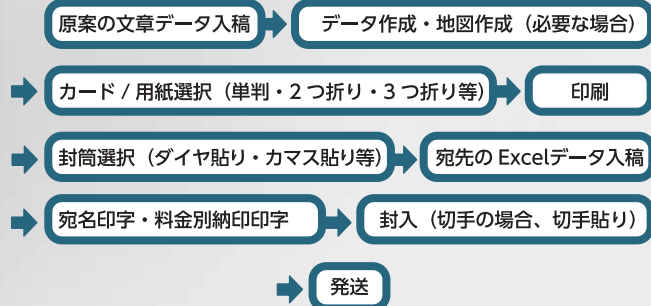 原案の文章データ入稿 データ作成・地図作成（必要な場合）
カード / 用紙選択（単判・2 つ折り・3 つ折り等） 印刷
封筒選択（ダイヤ貼り・カマス貼り等） 宛先の Excelデータ入稿
宛名印字・料金別納印印字 封入（切手の場合、切手貼り）
発送